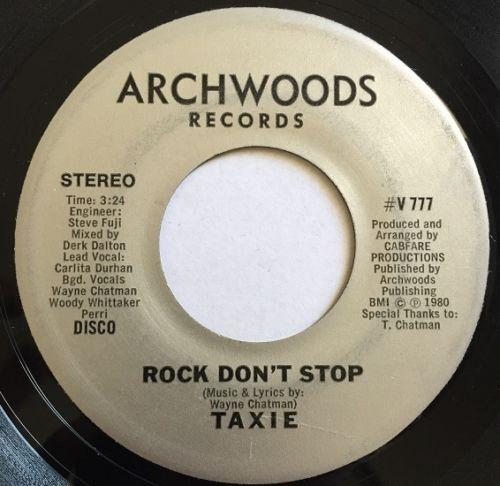 ARCHWOODS
RECORDS
STEREO
Time: 3:24
Engineer:
Steve Fuji
Mixed by
Derk Dalton
Lead Vocal:
Carlita Durhan
Bgd. Vocals
Wayne Chatman
Woody Whittaker
Perri
DISCO
#V 777
Produced and
Arranged by
CABFARE
PRODUCTIONS
Published by
Archwoods
Publishing
BMI © ℗ 1980
Special Thanks to:
T. Chatman
ROCK DON'T STOP
(Music & Lyrics by:
Wayne Chatman)
TAXIE